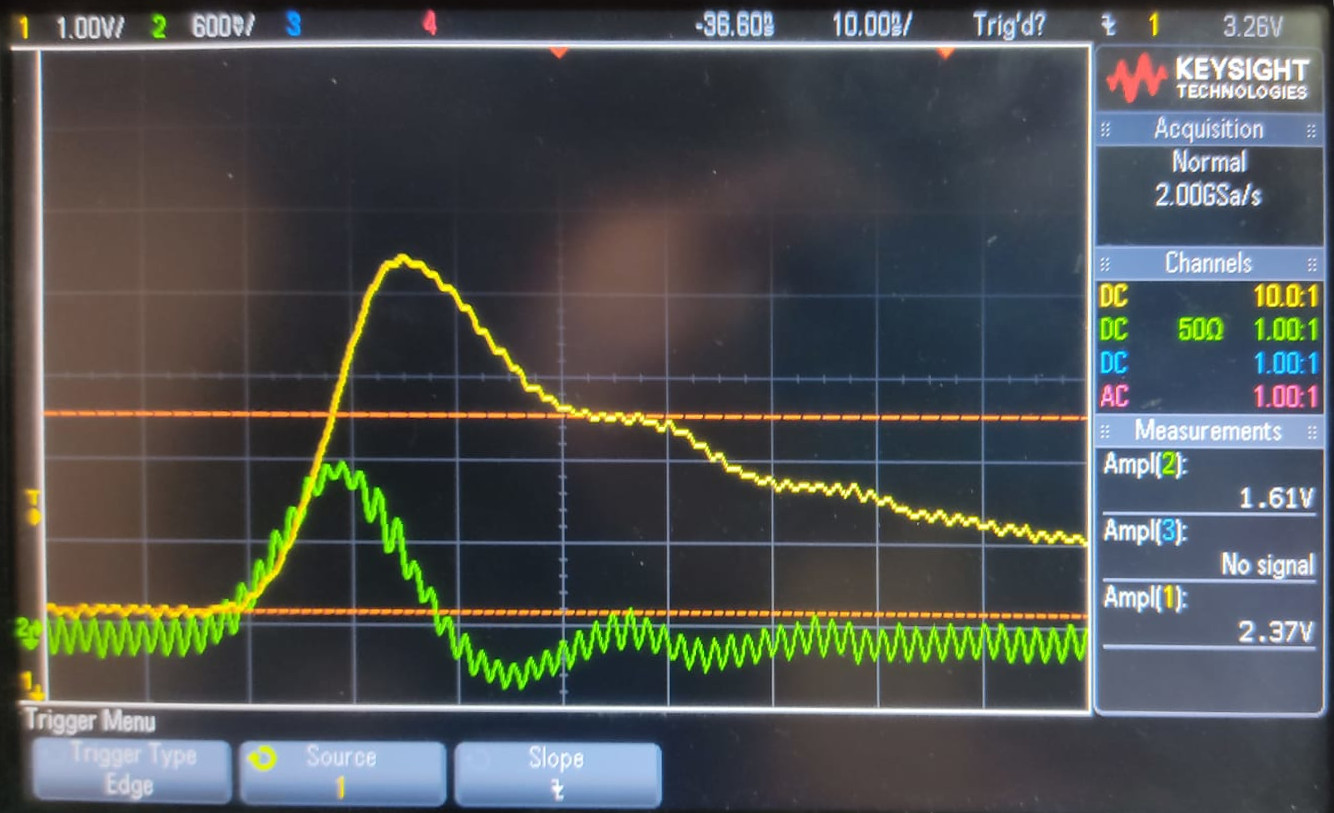 1 1.00V/ 2 600㎷/ 3 4 -36.60㎱ 10.00㎱/ Trig'd? 1 3.26V
KEYSIGHT
TECHNOLOGIES
Acquisition
Normal
2.00GSa/s
Channels
DC 10.0:1
DC 50Ω 1.00:1
DC 1.00:1
AC 1.00:1
Measurements
Ampl(2):
1.61V
Ampl(3):
No signal
Ampl(1):
2.37V
T
2
1
Trigger Menu
Trigger Type
Edge
Source
1
Slope